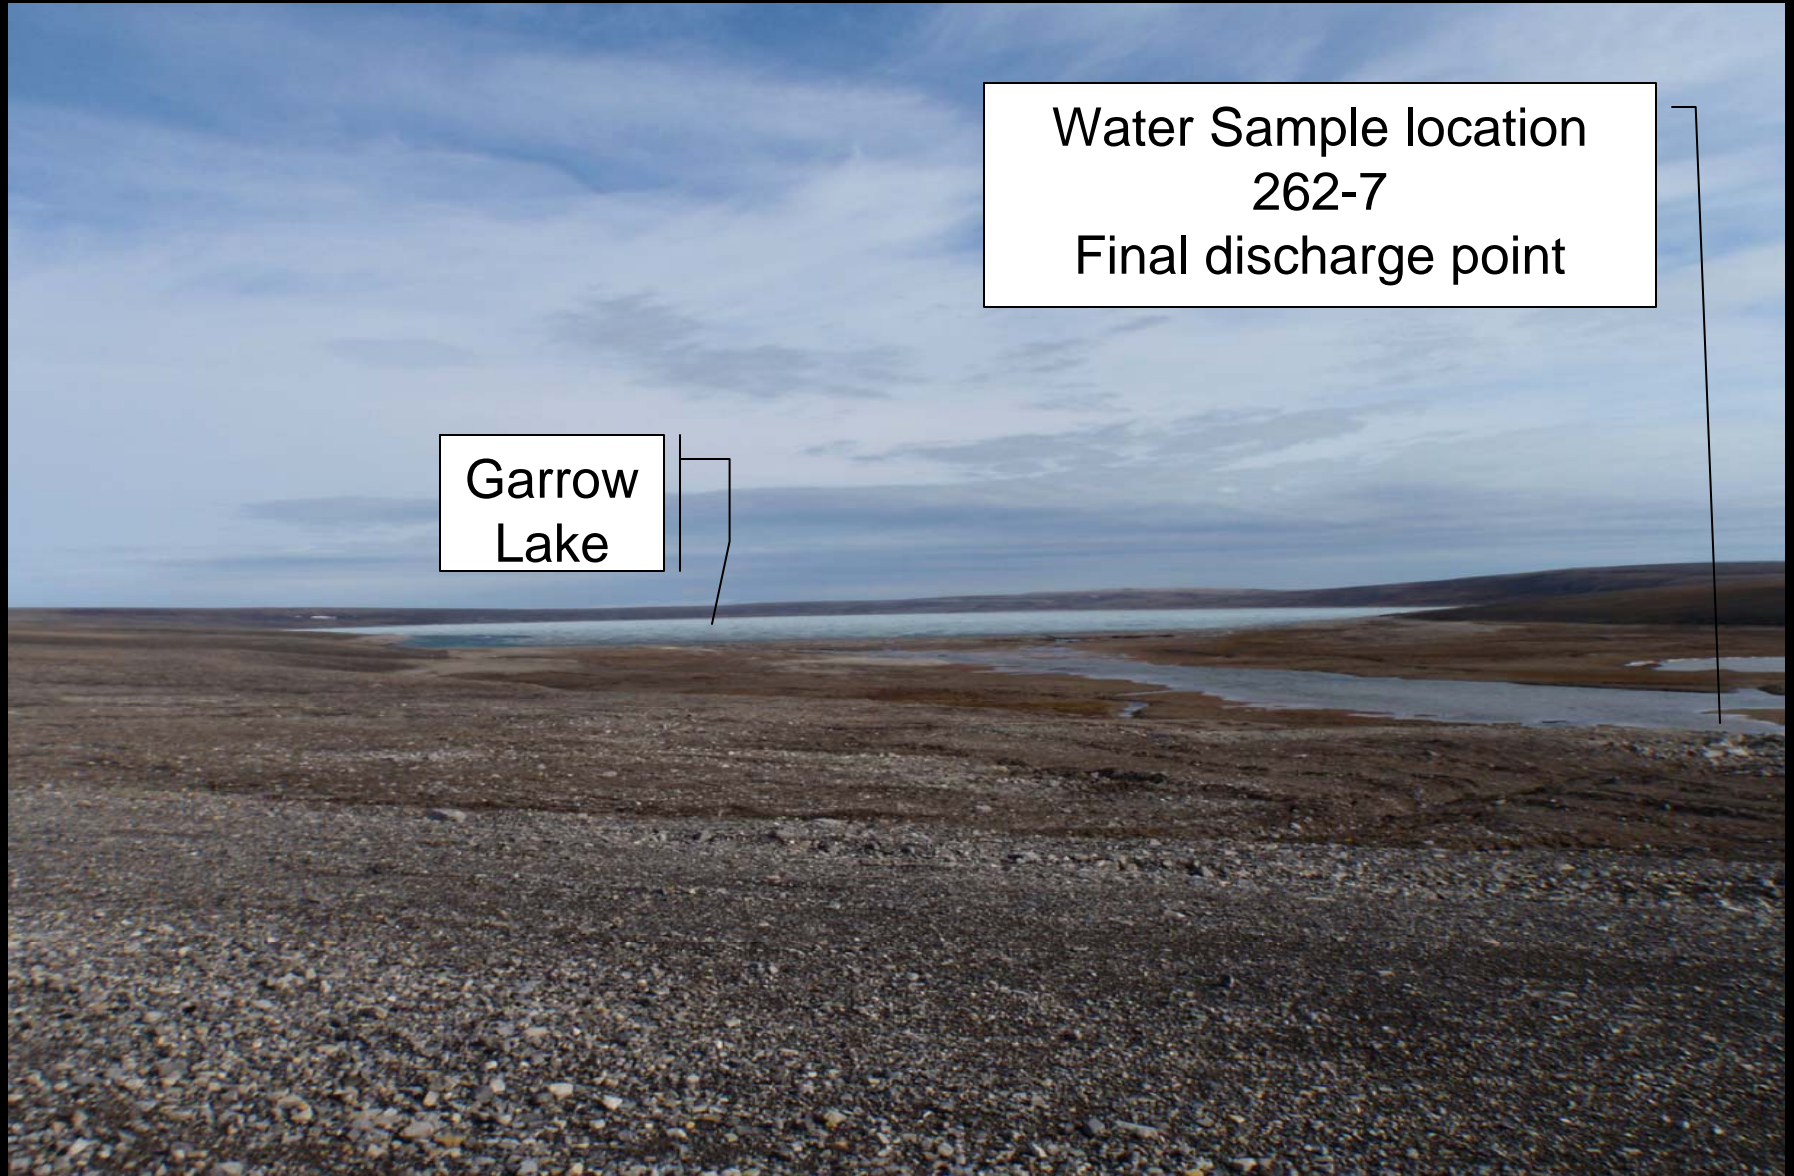 Water Sample location
262-7
Final discharge point
Garrow
Lake